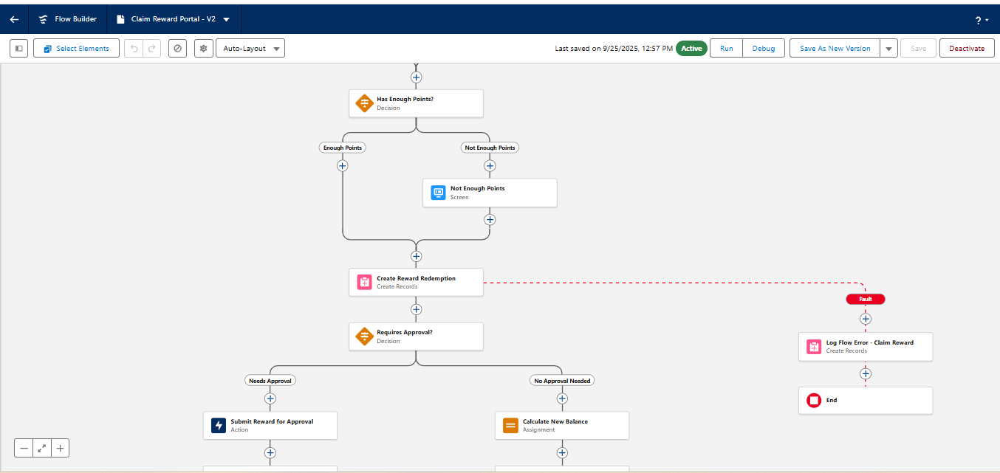 Flow Builder
Claim Reward Portal - V2
?
Select Elements
Auto-Layout
Last saved on 9/25/2025, 12:57 PM
Active
Run
Debug
Save As New Version
Save
Deactivate
Has Enough Points?
Decision
Enough Points
Not Enough Points
Not Enough Points
Screen
Create Reward Redemption
Create Records
Fault
Requires Approval?
Decision
Log Flow Error - Claim Reward
Create Records
Needs Approval
No Approval Needed
End
Submit Reward for Approval
Action
Calculate New Balance
Assignment